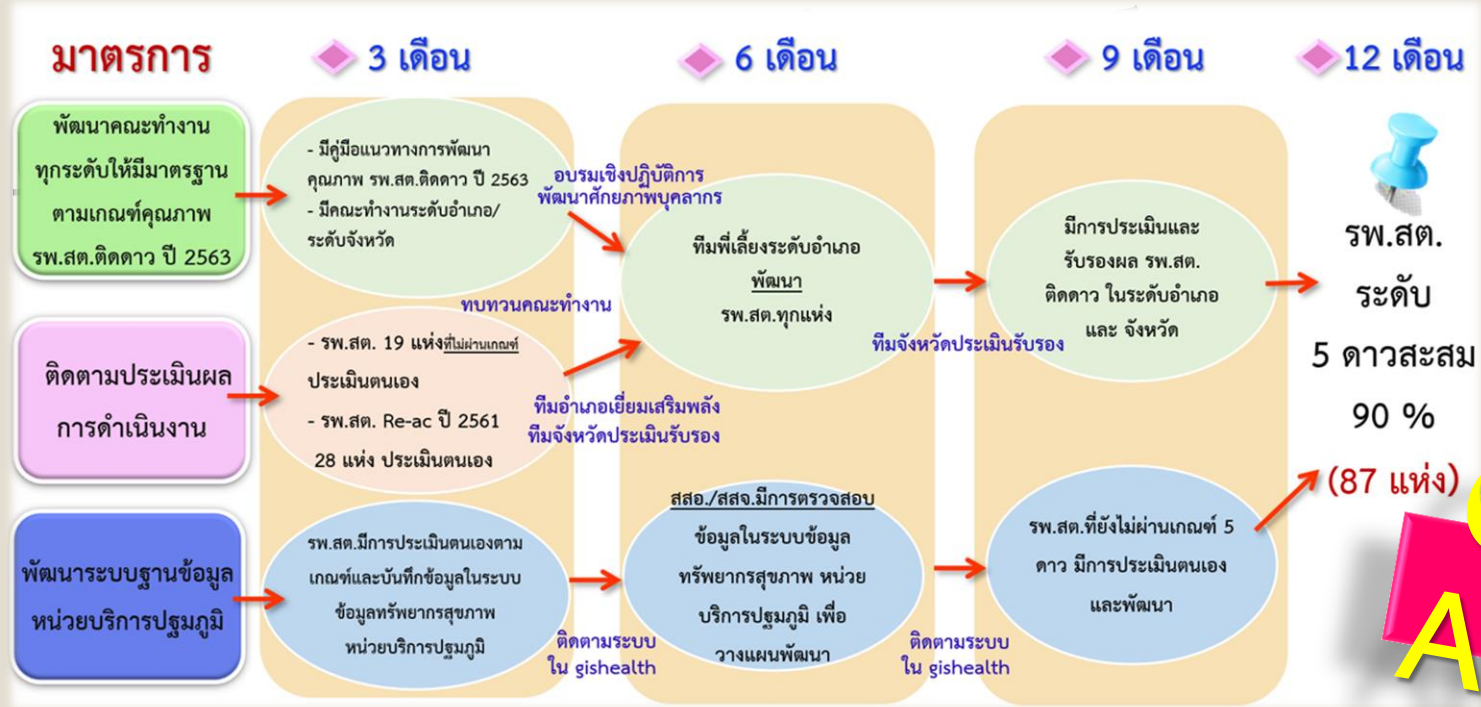 มาตรการ
3 เดือน
6 เดือน
9 เดือน
12 เดือน
พัฒนาคณะทำงาน
ทุกระดับให้มีมาตรฐาน
ตามเกณฑ์คุณภาพ
รพ.สต.ติดดาว ปี 2563
- มีคู่มือแนวทางการพัฒนา
คุณภาพ รพ.สต.ติดดาว ปี 2563
- มีคณะทำงานระดับอำเภอ/
ระดับจังหวัด
อบรมเชิงปฏิบัติการ
พัฒนาศักยภาพบุคลากร
ทีมพี่เลี้ยงระดับอำเภอ
พัฒนา
รพ.สต.ทุกแห่ง
มีการประเมินและ
รับรองผล รพ.สต.
ติดดาว ในระดับอำเภอ
และ จังหวัด
รพ.สต.
ระดับ
5 ดาวสะสม
90 %
(87 แห่ง)
ทบทวนคณะทำงาน
ทีมจังหวัดประเมินรับรอง
ติดตามประเมินผล
การดำเนินงาน
- รพ.สต. 19 แห่งที่ไม่ผ่านเกณฑ์
ประเมินตนเอง
- รพ.สต. Re-ac ปี 2561
28 แห่ง ประเมินตนเอง
ทีมอำเภอเยี่ยมเสริมพลัง
ทีมจังหวัดประเมินรับรอง
พัฒนาระบบฐานข้อมูล
หน่วยบริการปฐมภูมิ
รพ.สต.มีการประเมินตนเองตาม
เกณฑ์และบันทึกข้อมูลในระบบ
ข้อมูลทรัพยากรสุขภาพ
หน่วยบริการปฐมภูมิ
ติดตามระบบ
ใน gishealth
สสอ./สสจ.มีการตรวจสอบ
ข้อมูลในระบบข้อมูล
ทรัพยากรสุขภาพ หน่วย
บริการปฐมภูมิ เพื่อ
วางแผนพัฒนา
ติดตามระบบ
ใน gishealth
รพ.สต.ที่ยังไม่ผ่านเกณฑ์ 5
ดาว มีการประเมินตนเอง
และพัฒนา
A